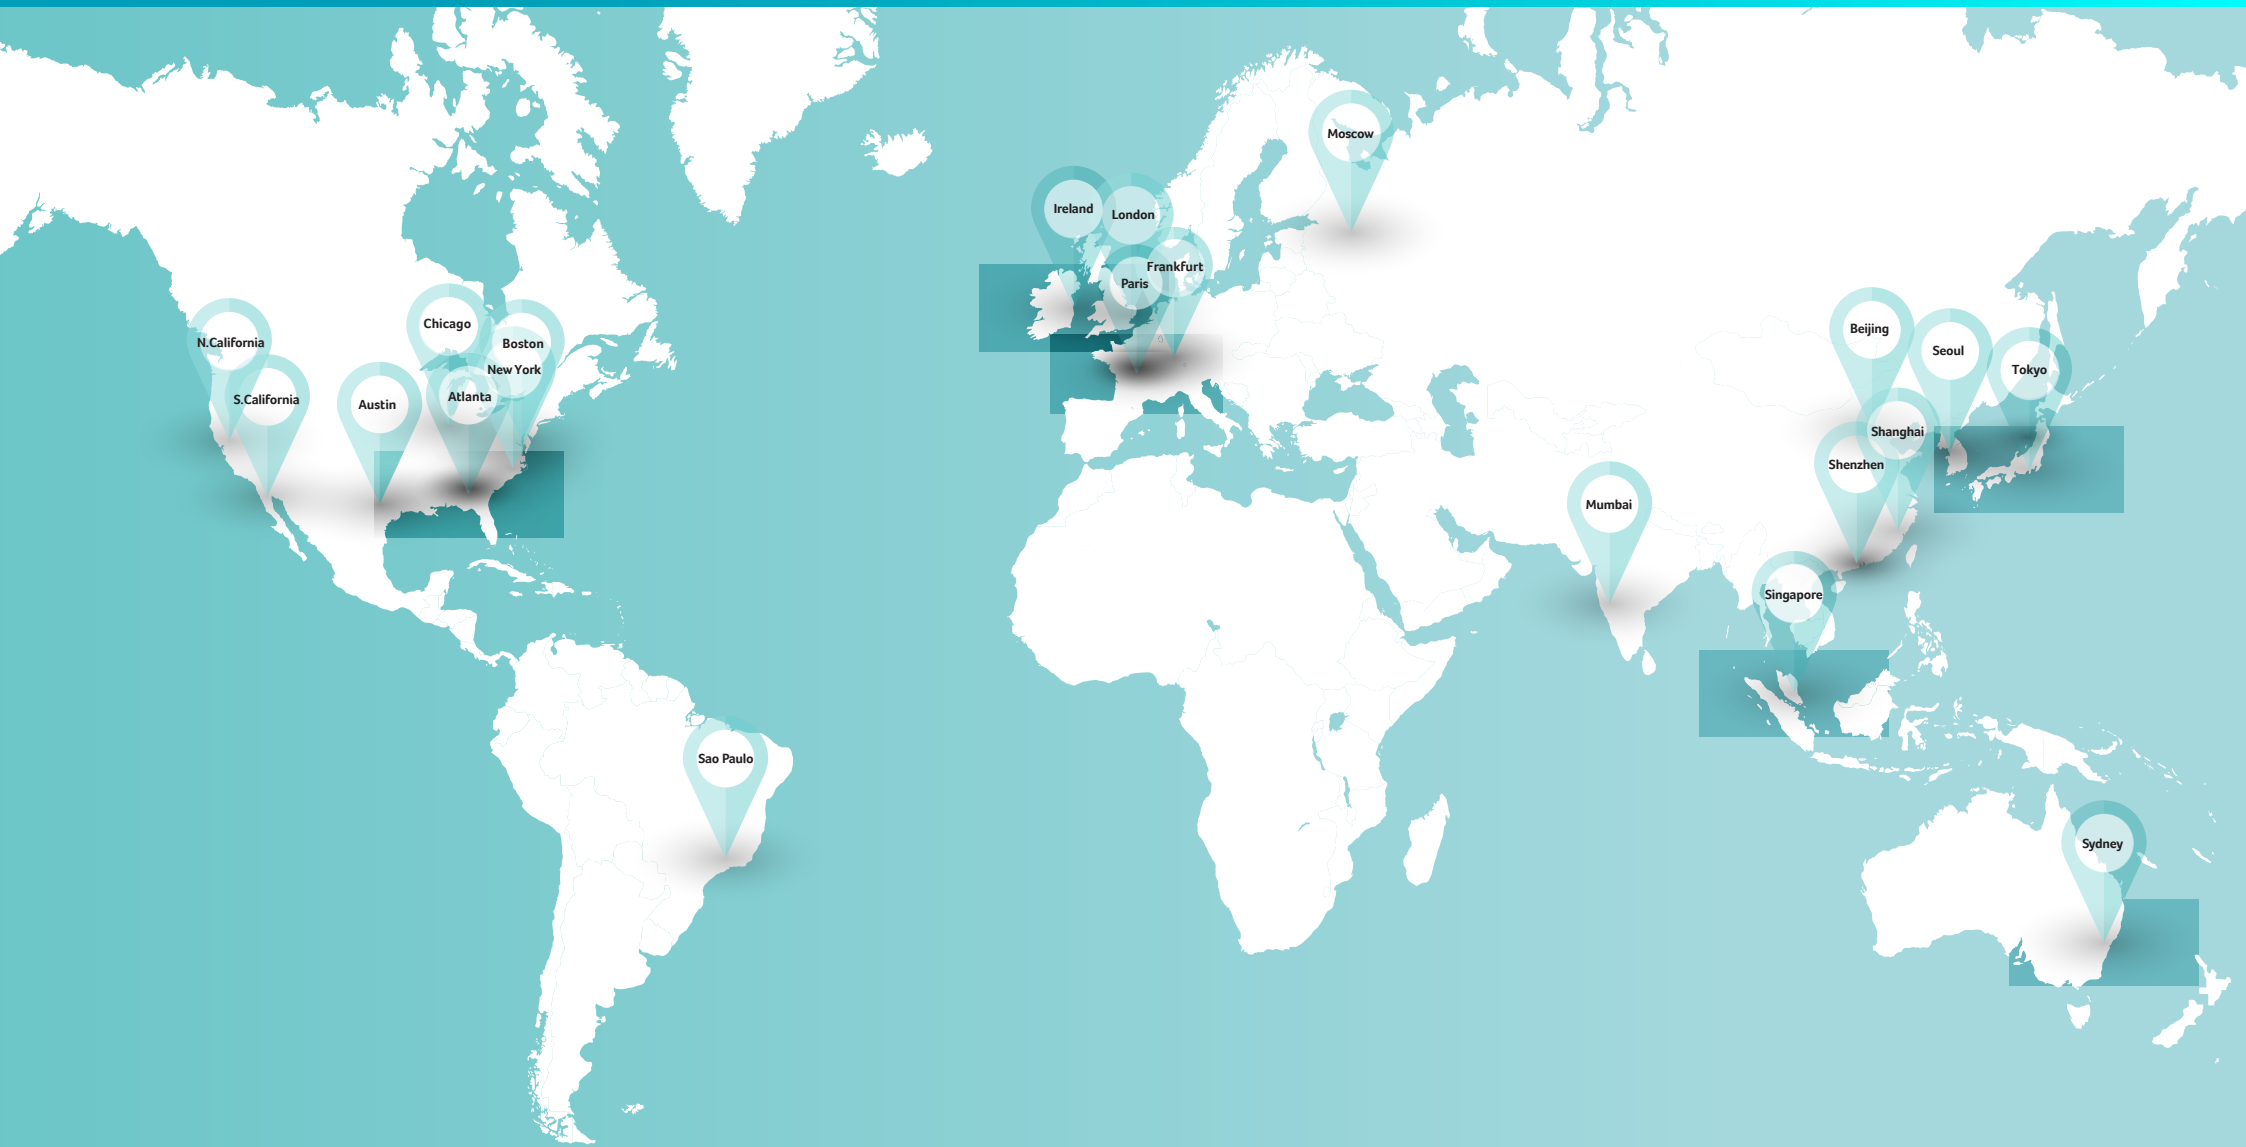 Moscow
Ireland
London
Frankfurt
Paris
Chicago
N.California
Boston
New York
S.California
Austin
Atlanta
Beijing
Seoul
Tokyo
Shanghai
Shenzhen
Mumbai
Singapore
Sao Paulo
Sydney